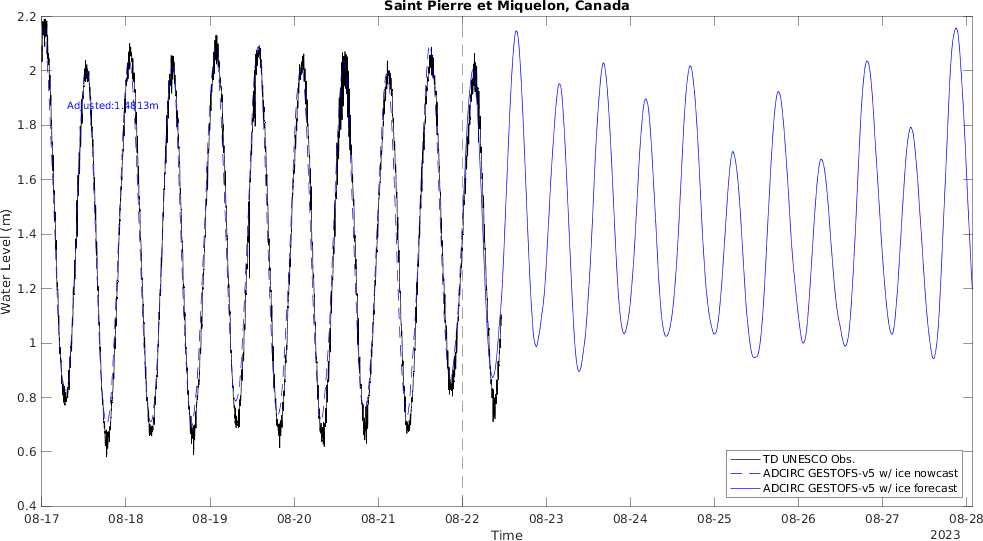 Saint Pierre et Miquelon, Canada
2.2
2
1.8
1.6
1.4
1.2
1
0.8
0.6
0.4
Water Level (m)
Adjusted:1.4813m
TD UNESCO Obs.
ADCIRC GESTOFS-v5 w/ ice nowcast
ADCIRC GESTOFS-v5 w/ ice forecast
08-17 08-18 08-19 08-20 08-21 08-22 08-23 08-24 08-25 08-26 08-27 08-28
Time
2023